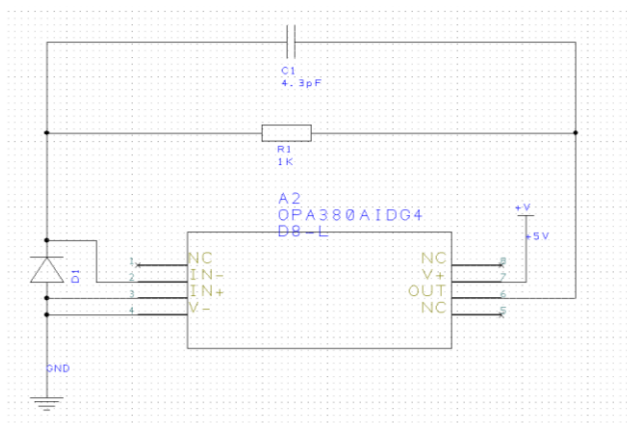 C1
4.3pF
R1
1K
A2
OPA380AIDG4
D8-L
+V
+5V
D1
1
NC
NC
8
2
IN-
V+
7
3
IN+
OUT
6
4
V-
NC
5
GND